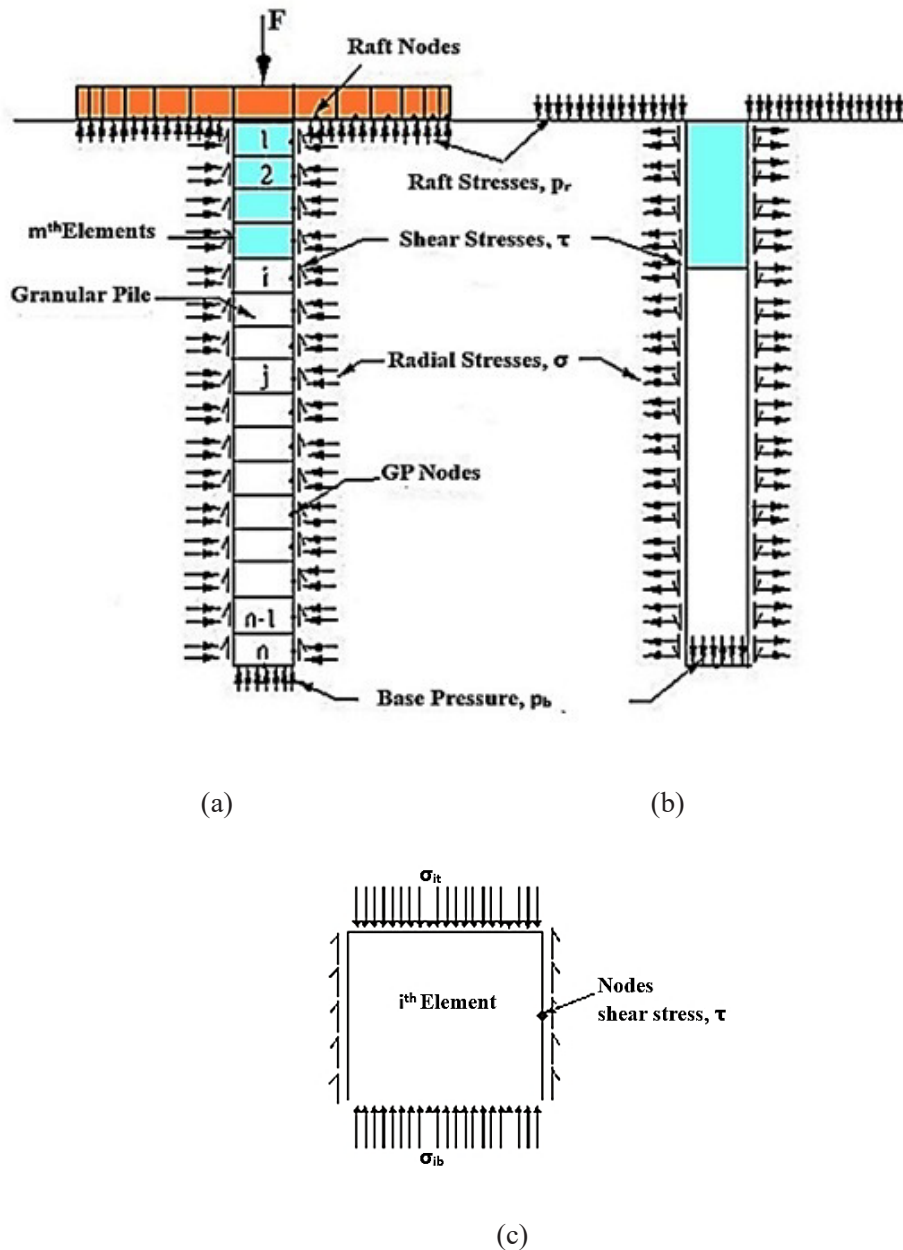 F
Raft Nodes
1
2
Raft Stresses, pr
mthElements
Shear Stresses, τ
i
Granular Pile
Radial Stresses, σ
j
GP Nodes
n-1
n
Base Pressure, pb
(a)
(b)
σit
ith Element
Nodes
shear stress, τ
σib
(c)